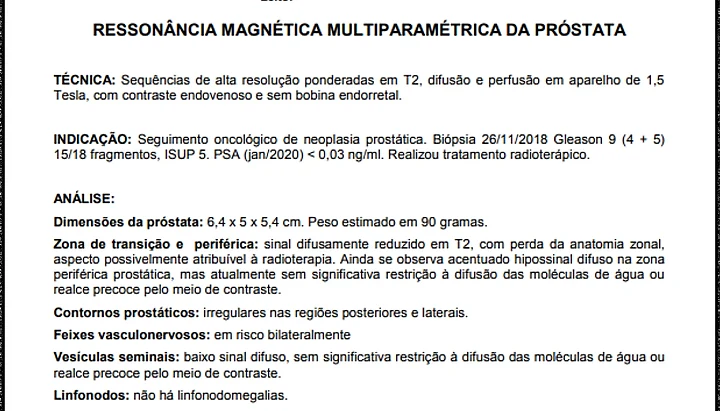 RESSONÂNCIA MAGNÉTICA MULTIPARAMÉTRICA DA PRÓSTATA
TÉCNICA: Sequências de alta resolução ponderadas em T2, difusão e perfusão em aparelho de 1,5
Tesla, com contraste endovenoso e sem bobina endorretal.
INDICAÇÃO: Seguimento oncológico de neoplasia prostática. Biópsia 26/11/2018 Gleason 9 (4 + 5)
15/18 fragmentos, ISUP 5. PSA (jan/2020) < 0,03 ng/ml. Realizou tratamento radioterápico.
ANÁLISE:
Dimensões da próstata: 6,4 x 5 x 5,4 cm. Peso estimado em 90 gramas.
Zona de transição e periférica: sinal difusamente reduzido em T2, com perda da anatomia zonal,
aspecto possivelmente atribuível à radioterapia. Ainda se observa acentuado hipossinal difuso na zona
periférica prostática, mas atualmente sem significativa restrição à difusão das moléculas de água ou
realce precoce pelo meio de contraste.
Contornos prostáticos: irregulares nas regiões posteriores e laterais.
Feixes vasculonervosos: em risco bilateralmente
Vesículas seminais: baixo sinal difuso, sem significativa restrição à difusão das moléculas de água ou
realce precoce pelo meio de contraste.
Linfonodos: não há linfonodomegalias.